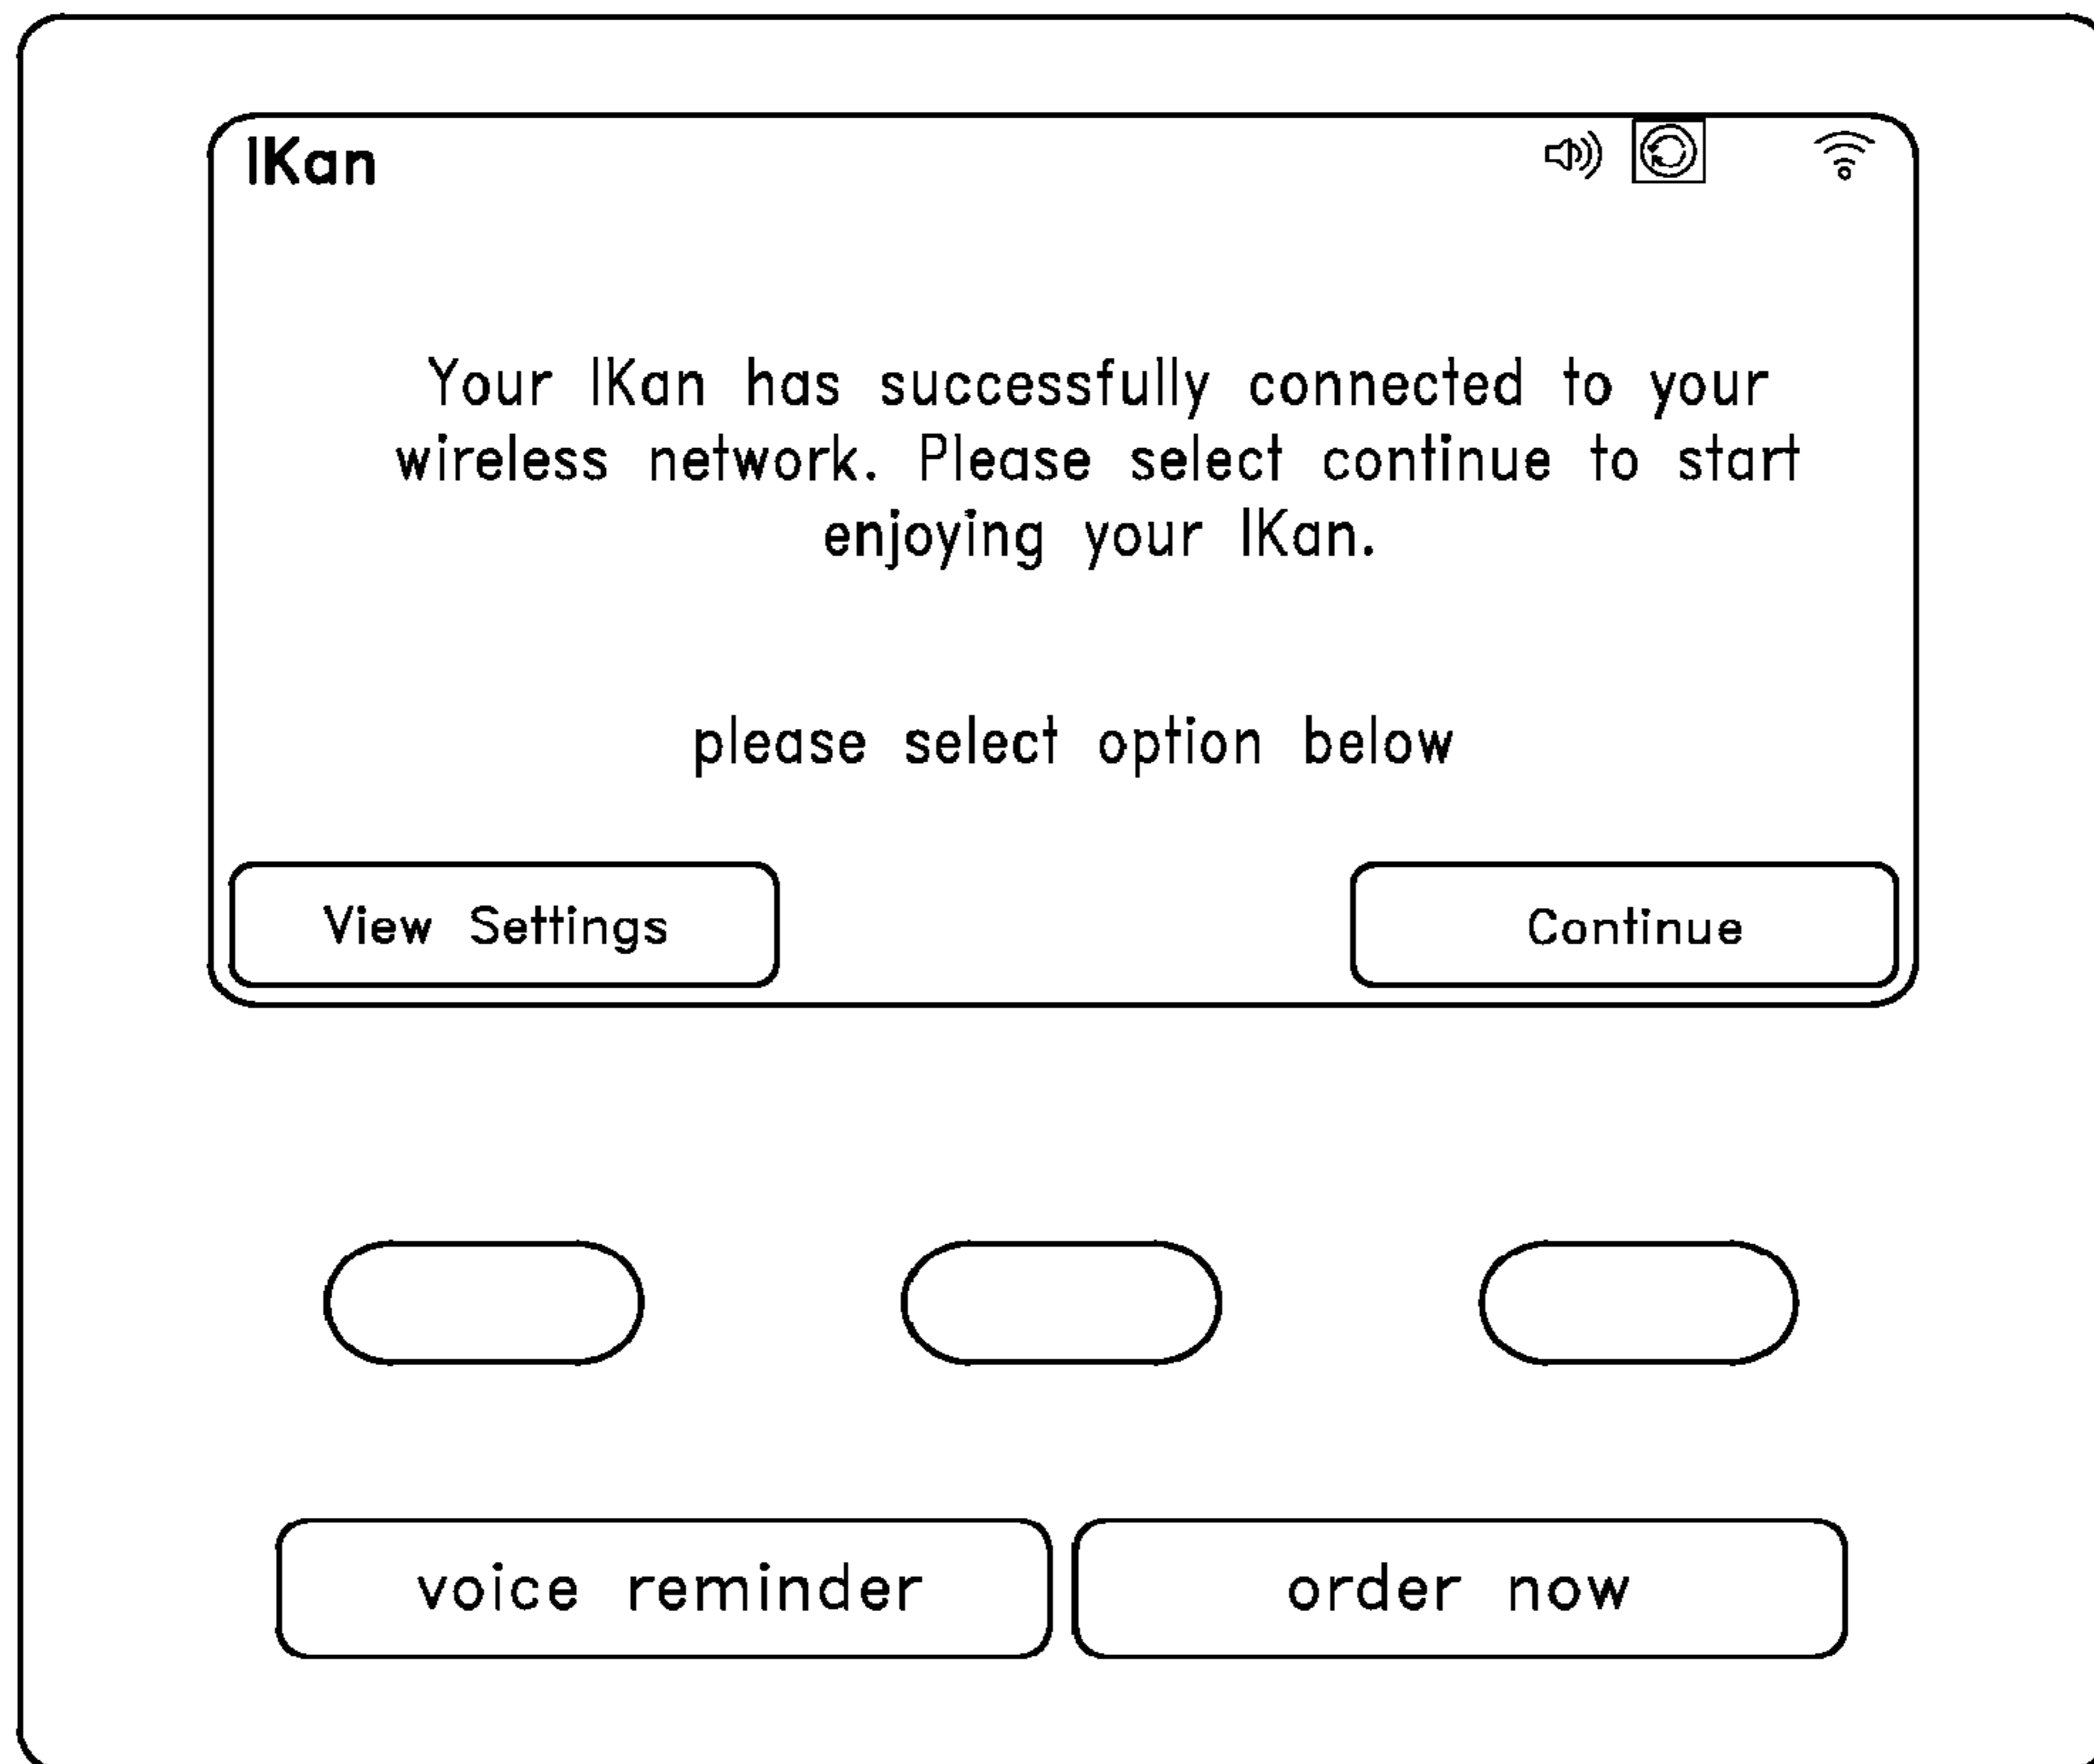 IKan
Your IKan has successfully connected to your
wireless network. Please select continue to start
enjoying your IKan.
please select option below
View Settings
Continue
voice reminder
order now